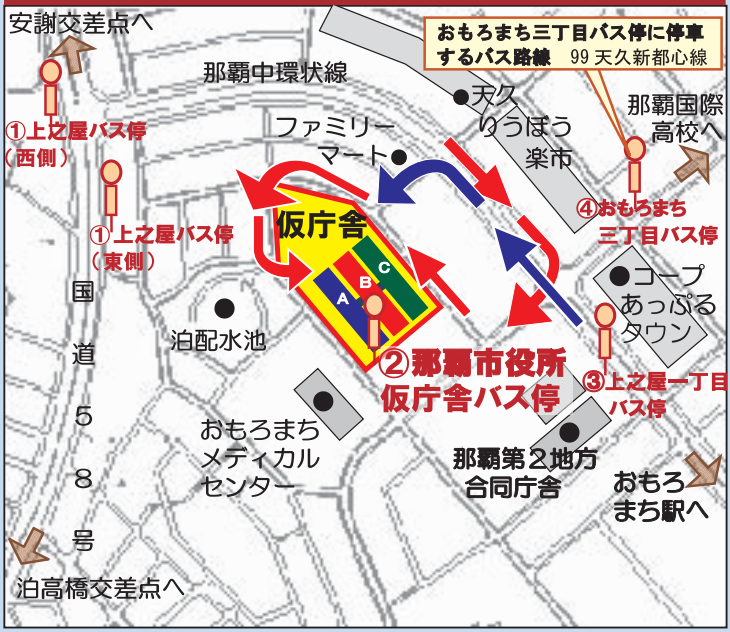 安謝交差点へ
おもろまち三丁目バス停に停車
するバス路線 99 天久新都心線
那覇中環状線
天久
りうぼう
楽市
那覇国際
高校へ
①上之屋バス停
(西側)
ファミリー
マート
①上之屋バス停
(東側)
④おもろまち
三丁目バス停
仮庁舎
A
B
C
コープ
あっぷる
タウン
泊配水池
②那覇市役所
仮庁舎バス停
③上之屋一丁目
バス停
おもろまち
メディカル
センター
那覇第2地方
合同庁舎
おもろ
まち駅へ
国道58号
泊高橋交差点へ